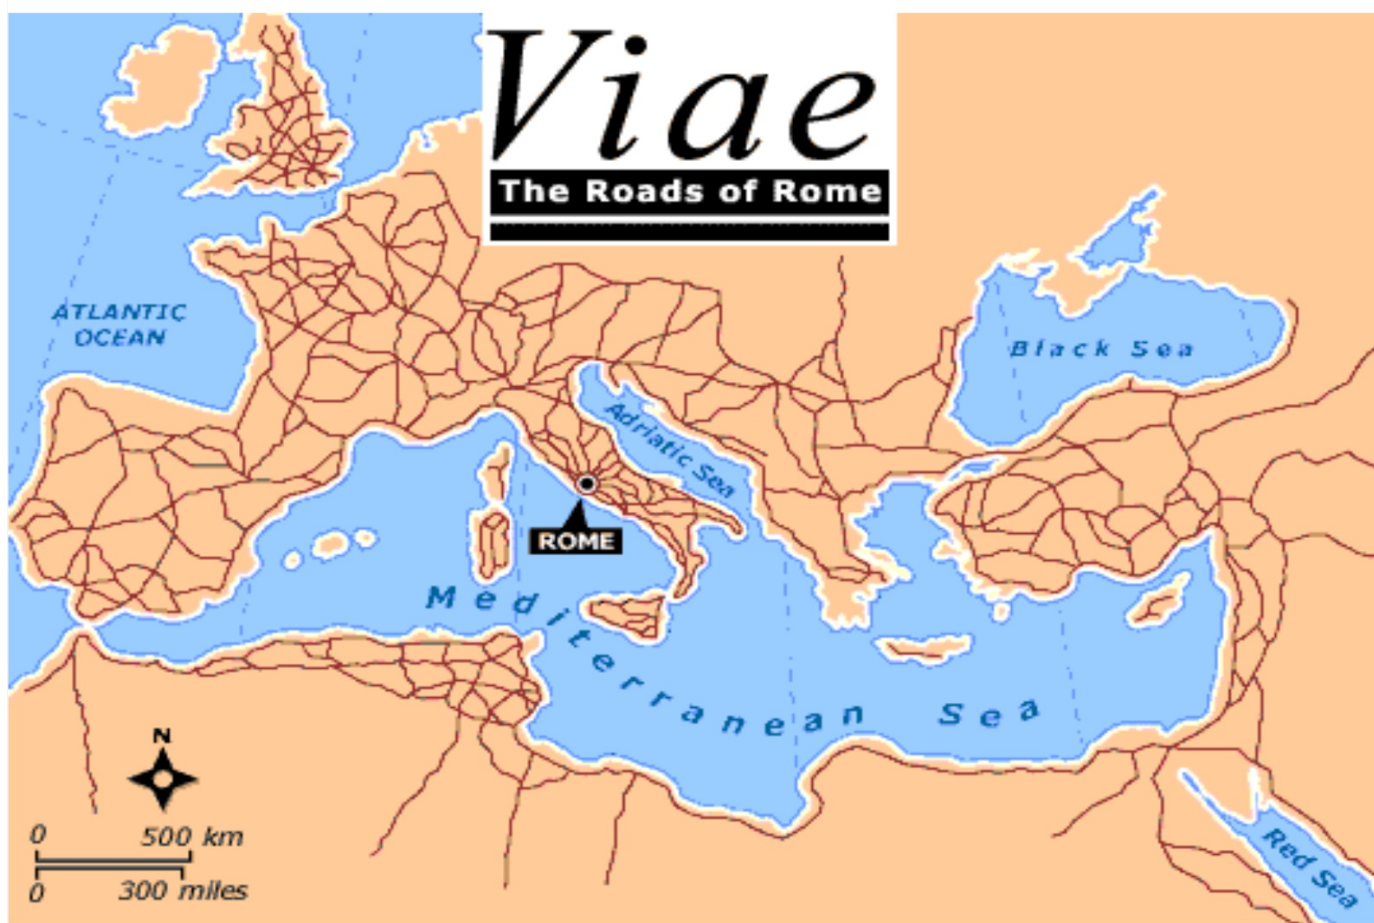 Viae
The Roads of Rome
ATLANTIC
OCEAN
Black Sea
Adriatic Sea
ROME
Mediterranean Sea
N
0 500 km
0 300 miles
Red Sea